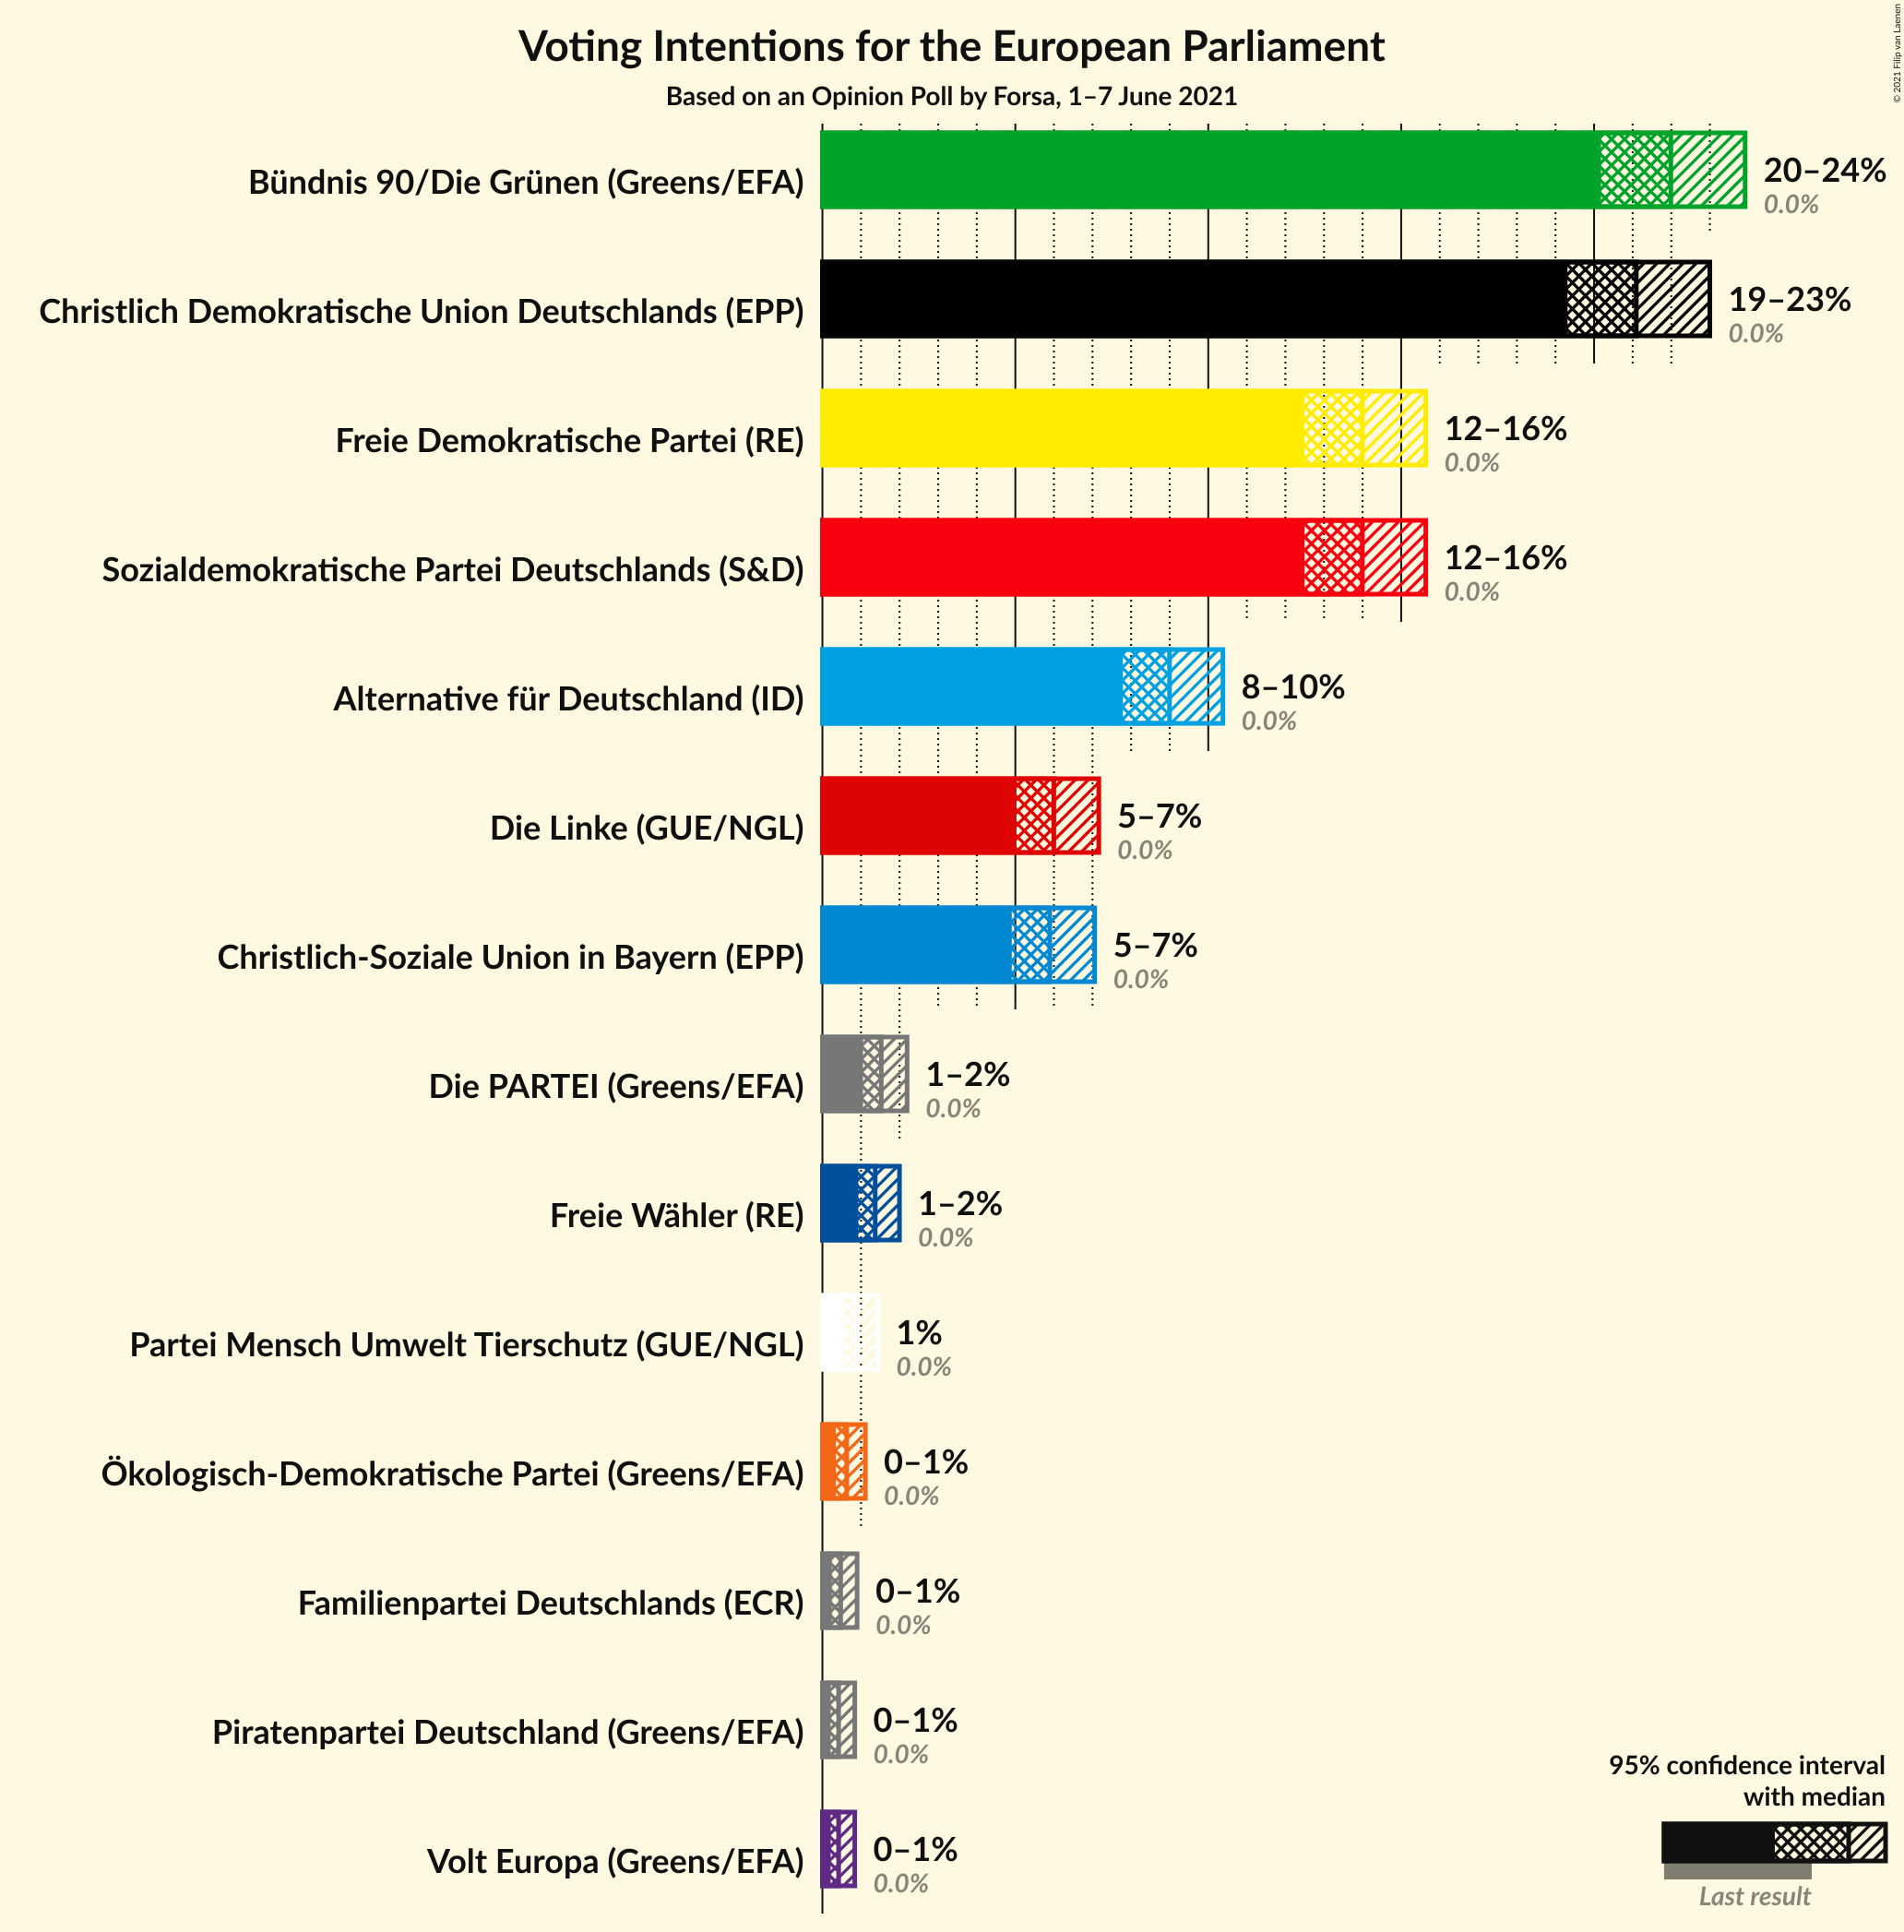 Voting Intentions for the European Parliament
Based on an Opinion Poll by Forsa, 1–7 June 2021
© 2021 Filip van Laenen
Bündnis 90/Die Grünen (Greens/EFA)
20–24%
0.0%
Christlich Demokratische Union Deutschlands (EPP)
19–23%
0.0%
Freie Demokratische Partei (RE)
12–16%
0.0%
Sozialdemokratische Partei Deutschlands (S&D)
12–16%
0.0%
Alternative für Deutschland (ID)
8–10%
0.0%
Die Linke (GUE/NGL)
5–7%
0.0%
Christlich-Soziale Union in Bayern (EPP)
5–7%
0.0%
Die PARTEI (Greens/EFA)
1–2%
0.0%
Freie Wähler (RE)
1–2%
0.0%
Partei Mensch Umwelt Tierschutz (GUE/NGL)
1%
0.0%
Ökologisch-Demokratische Partei (Greens/EFA)
0–1%
0.0%
Familienpartei Deutschlands (ECR)
0–1%
0.0%
Piratenpartei Deutschland (Greens/EFA)
0–1%
0.0%
Volt Europa (Greens/EFA)
0–1%
0.0%
95% confidence interval
with median
Last result